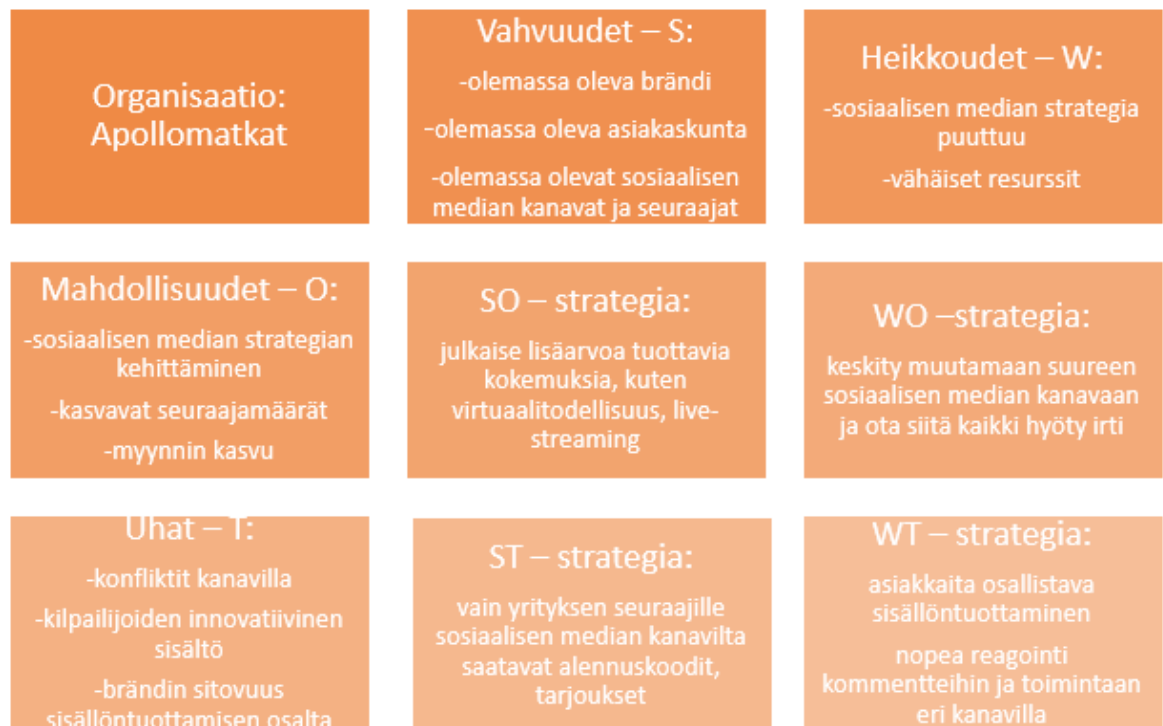 Organisaatio:
Apollomatkat
Vahvuudet – S:
-olemassa oleva brändi
-olemassa oleva asiakaskunta
-olemassa olevat sosiaalisen
median kanavat ja seuraajat
Heikkoudet – W:
-sosiaalisen median strategia
puuttuu
-vähäiset resurssit
Mahdollisuudet – O:
-sosiaalisen median strategian
kehittäminen
-kasvavat seuraajamäärät
-myynnin kasvu
SO – strategia:
julkaise lisäarvoa tuottavia
kokemuksia, kuten
virtuaalitodellisuus, live-
streaming
WO –strategia:
keskity muutamaan suureen
sosiaalisen median kanavaan
ja ota siitä kaikki hyöty irti
Uhat – T:
-konfliktit kanavilla
-kilpailijoiden innovatiivinen
sisältö
-brändin sitovuus
sisällöntuottamisen osalta
ST – strategia:
vain yrityksen seuraajille
sosiaalisen median kanavilta
saatavat alennuskoodit,
tarjoukset
WT – strategia:
asiakkaita osallistava
sisällöntuottaminen
nopea reagointi
kommentteihin ja toimintaan
eri kanavilla